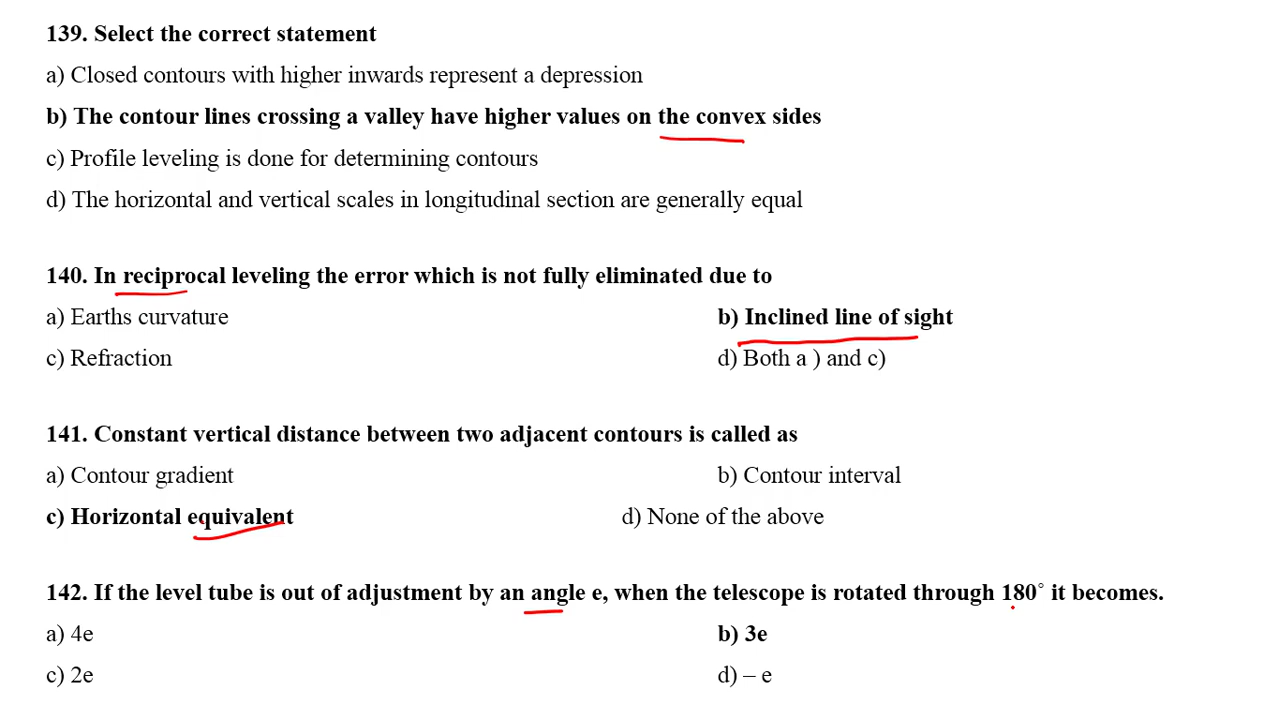 139. Select the correct statement
a) Closed contours with higher inwards represent a depression
b) The contour lines crossing a valley have higher values on the convex sides
c) Profile leveling is done for determining contours
d) The horizontal and vertical scales in longitudinal section are generally equal
140. In reciprocal leveling the error which is not fully eliminated due to
a) Earths curvature b) Inclined line of sight
c) Refraction d) Both a ) and c)
141. Constant vertical distance between two adjacent contours is called as
a) Contour gradient b) Contour interval
c) Horizontal equivalent d) None of the above
142. If the level tube is out of adjustment by an angle e, when the telescope is rotated through 180° it becomes.
a) 4e b) 3e
c) 2e d) – e